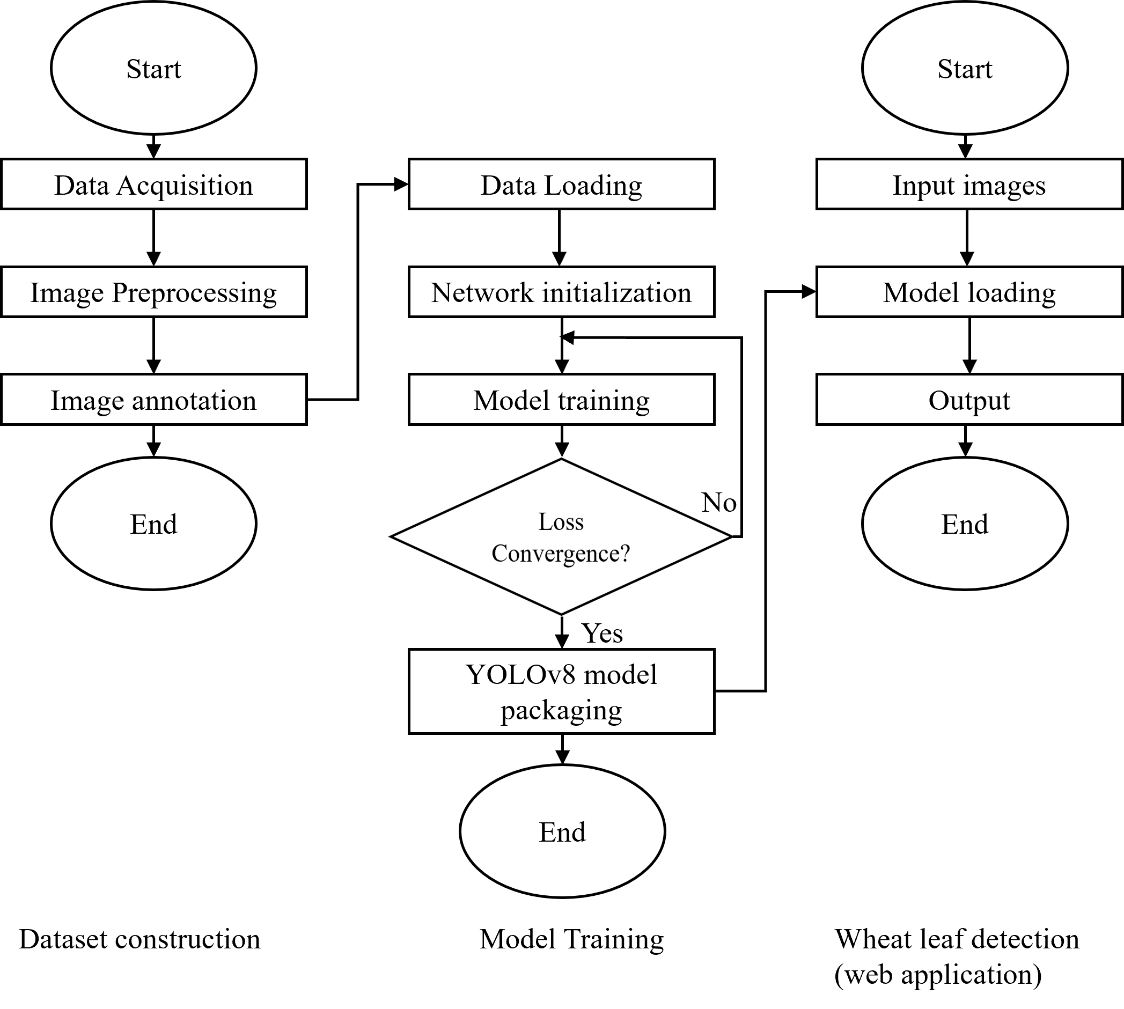 Start
Data Acquisition
Image Preprocessing
Image annotation
End
Data Loading
Network initialization
Model training
Loss
Convergence?
No
Yes
YOLOv8 model
packaging
End
Start
Input images
Model loading
Output
End
Dataset construction
Model Training
Wheat leaf detection
(web application)